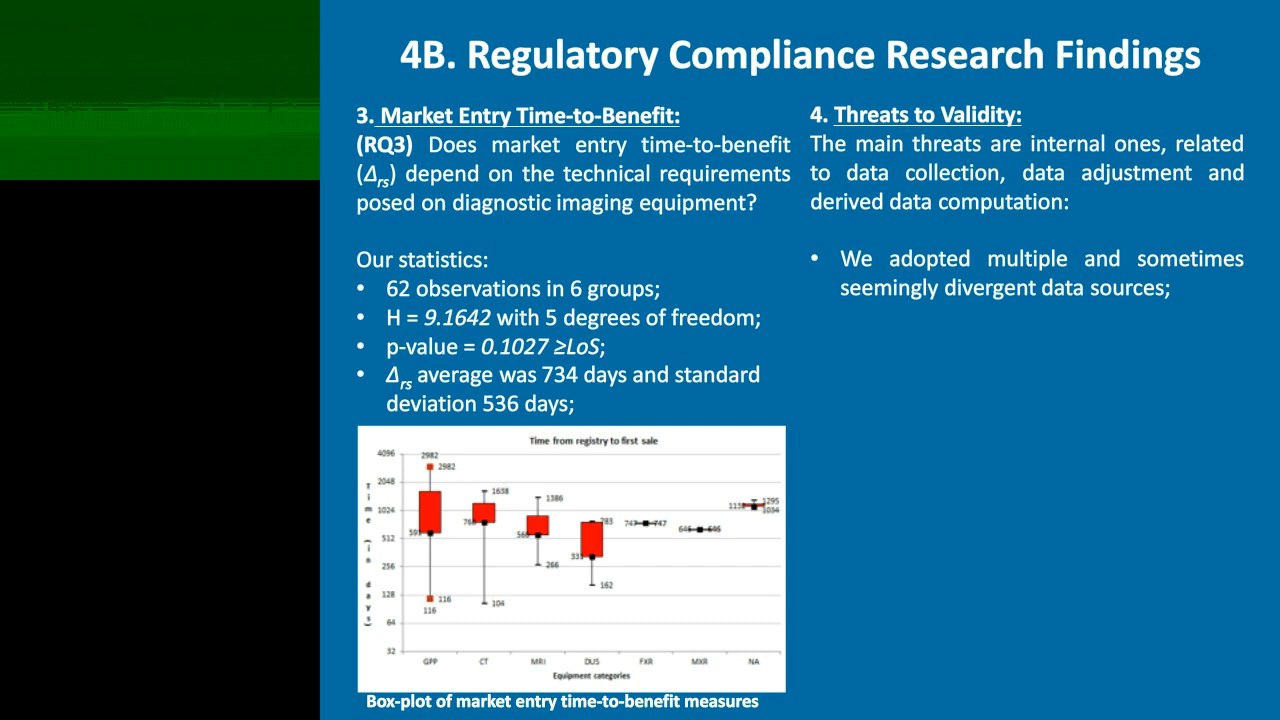 4B. Regulatory Compliance Research Findings
3. Market Entry Time-to-Benefit:
(RQ3) Does market entry time-to-benefit
(Δrs) depend on the technical requirements
posed on diagnostic imaging equipment?
Our statistics:
• 62 observations in 6 groups;
• H = 9.1642 with 5 degrees of freedom;
• p-value = 0.1027 ≥LoS;
• Δrs average was 734 days and standard
deviation 536 days;
Time from registry to first sale
Time (in days)
4096
2048
1024
512
256
128
64
32
2982
2982
591
116
116
1638
768
104
1386
566
266
783
331
162
747
747
645
645
1295
1034
GPP CT MRI DUS FXR MXR NA
Equipment categories
Box-plot of market entry time-to-benefit measures
4. Threats to Validity:
The main threats are internal ones, related
to data collection, data adjustment and
derived data computation:
• We adopted multiple and sometimes
seemingly divergent data sources;